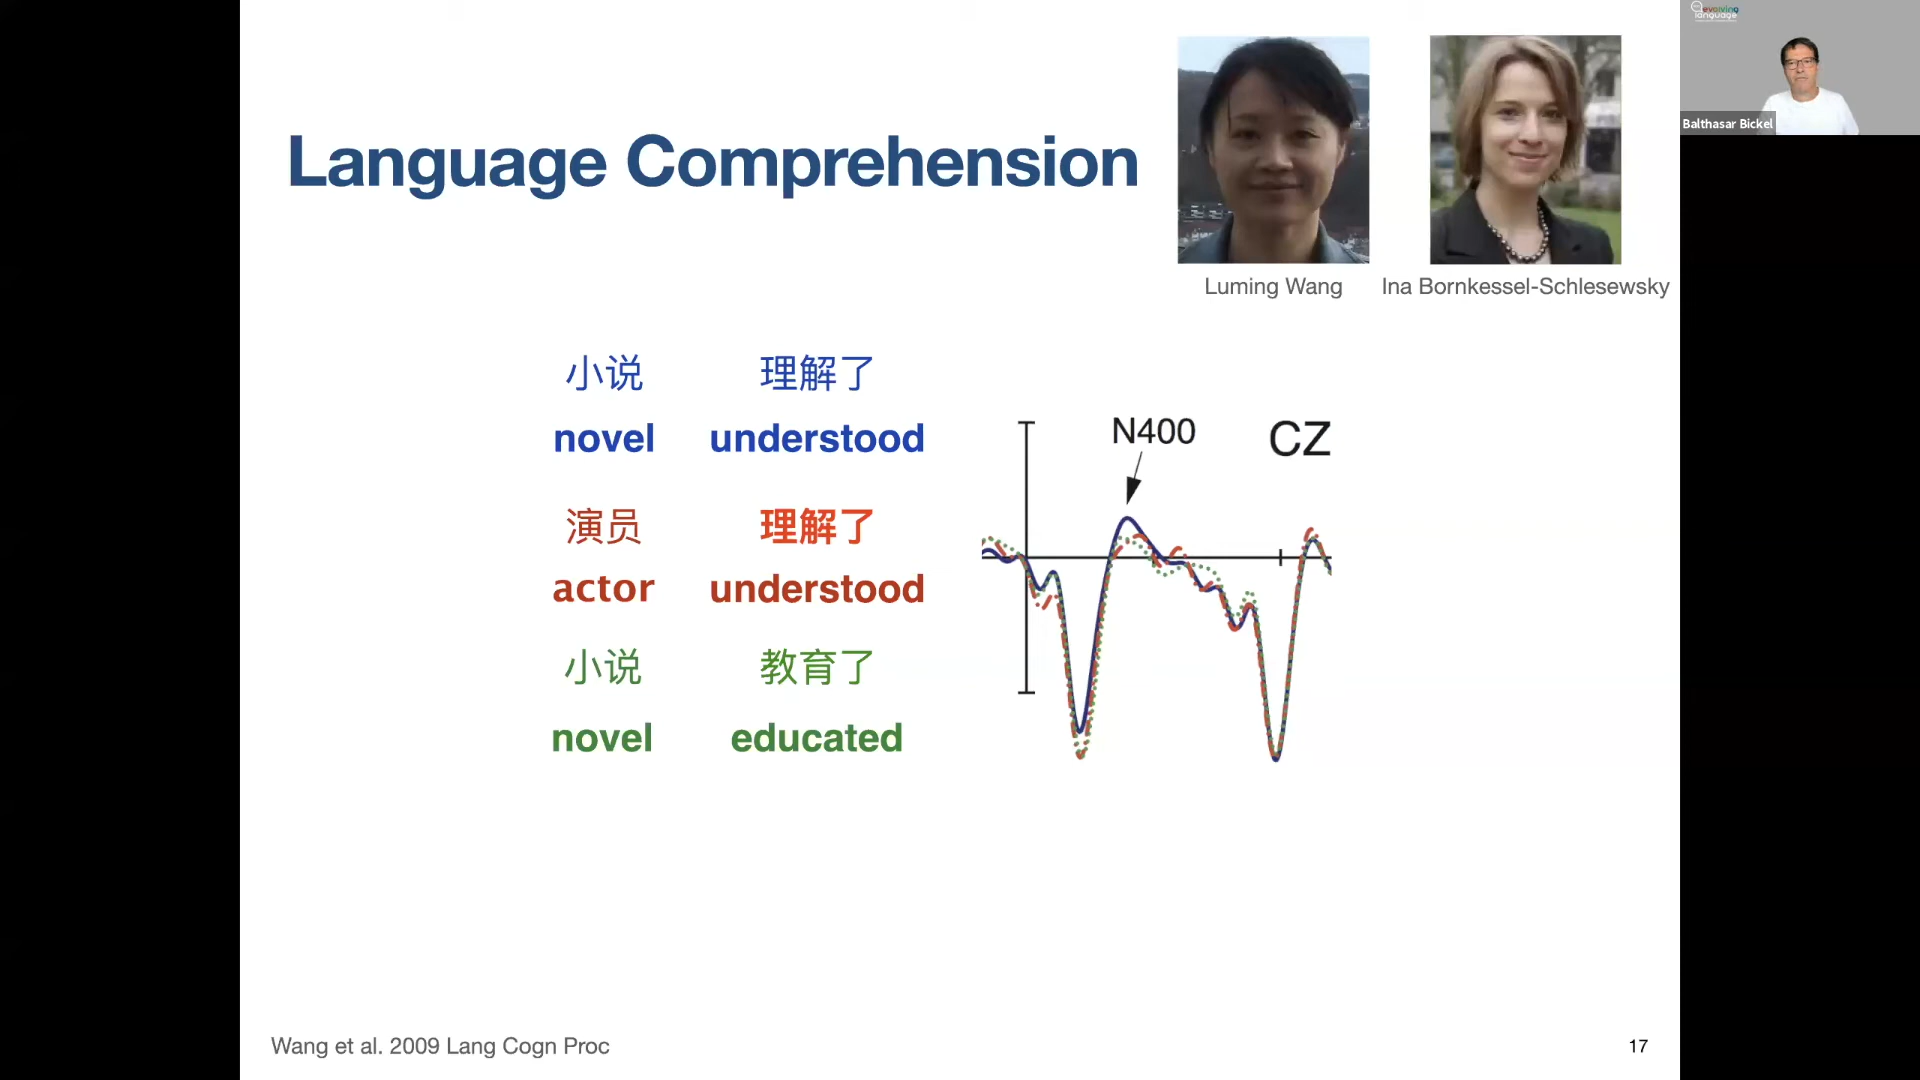 evolving
language
Balthasar Bickel
Language Comprehension
Luming Wang
Ina Bornkessel-Schlesewsky
小说 理解了
novel understood
演员 理解了
actor understood
小说 教育了
novel educated
N400
CZ
Wang et al. 2009 Lang Cogn Proc
17